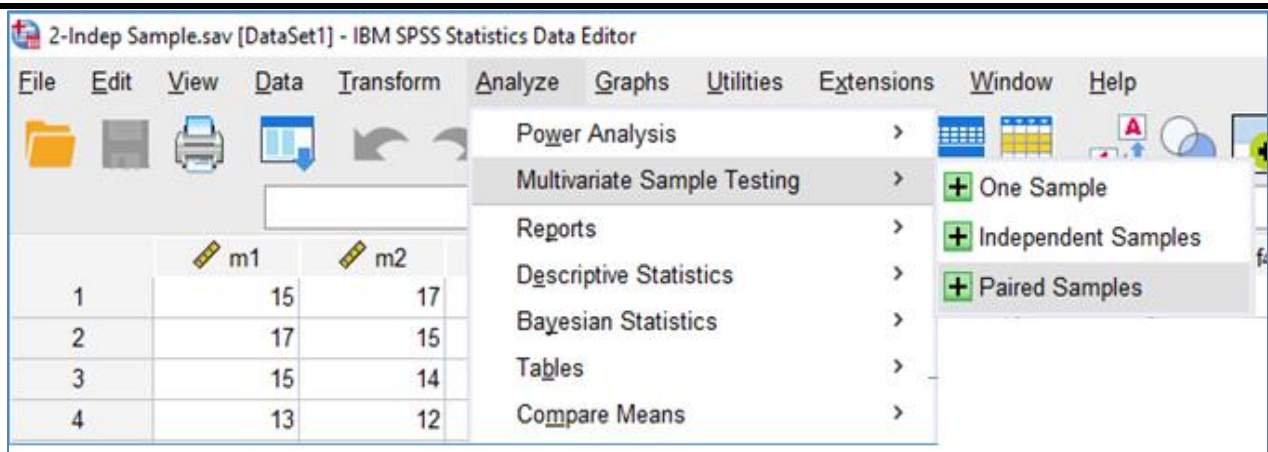 2-Indep Sample.sav [DataSet1] - IBM SPSS Statistics Data Editor
File Edit View Data Transform Analyze Graphs Utilities Extensions Window Help
Power Analysis
Multivariate Sample Testing
One Sample
Reports
Independent Samples
m1 m2
Descriptive Statistics
Paired Samples
1 15 17
Bayesian Statistics
2 17 15
Tables
3 15 14
Compare Means
4 13 12
A